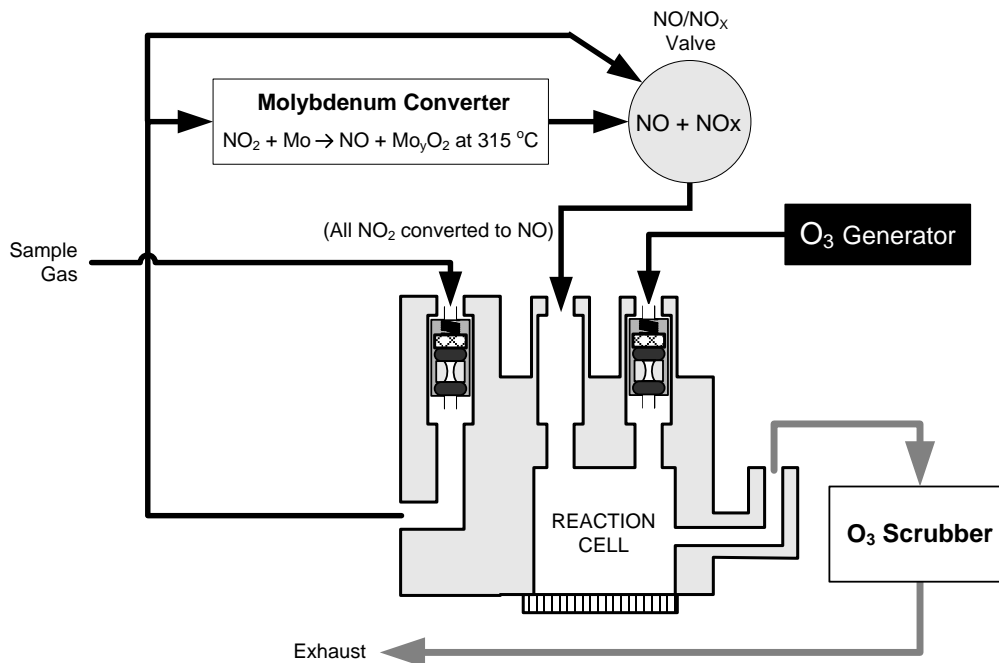 NO/NOX
Valve
Molybdenum Converter
NO2 + Mo → NO + MoyO2 at 315 oC
NO + NOx
(All NO2 converted to NO)
O3 Generator
Sample
Gas
REACTION
CELL
O3 Scrubber
Exhaust